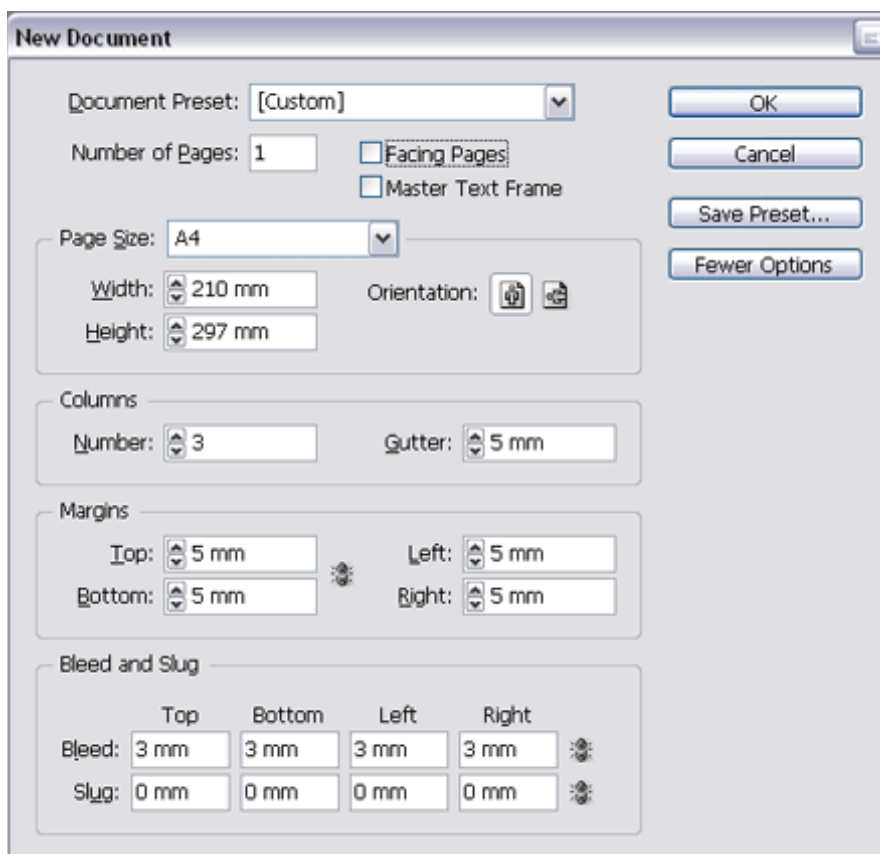 New Document
Document Preset: [Custom]
OK
Number of Pages: 1
Facing Pages
Cancel
Master Text Frame
Save Preset...
Page Size: A4
Fewer Options
Width: 210 mm
Orientation:
Height: 297 mm
Columns
Number: 3
Gutter: 5 mm
Margins
Top: 5 mm
Left: 5 mm
Bottom: 5 mm
Right: 5 mm
Bleed and Slug
Top Bottom Left Right
Bleed: 3 mm 3 mm 3 mm 3 mm
Slug: 0 mm 0 mm 0 mm 0 mm